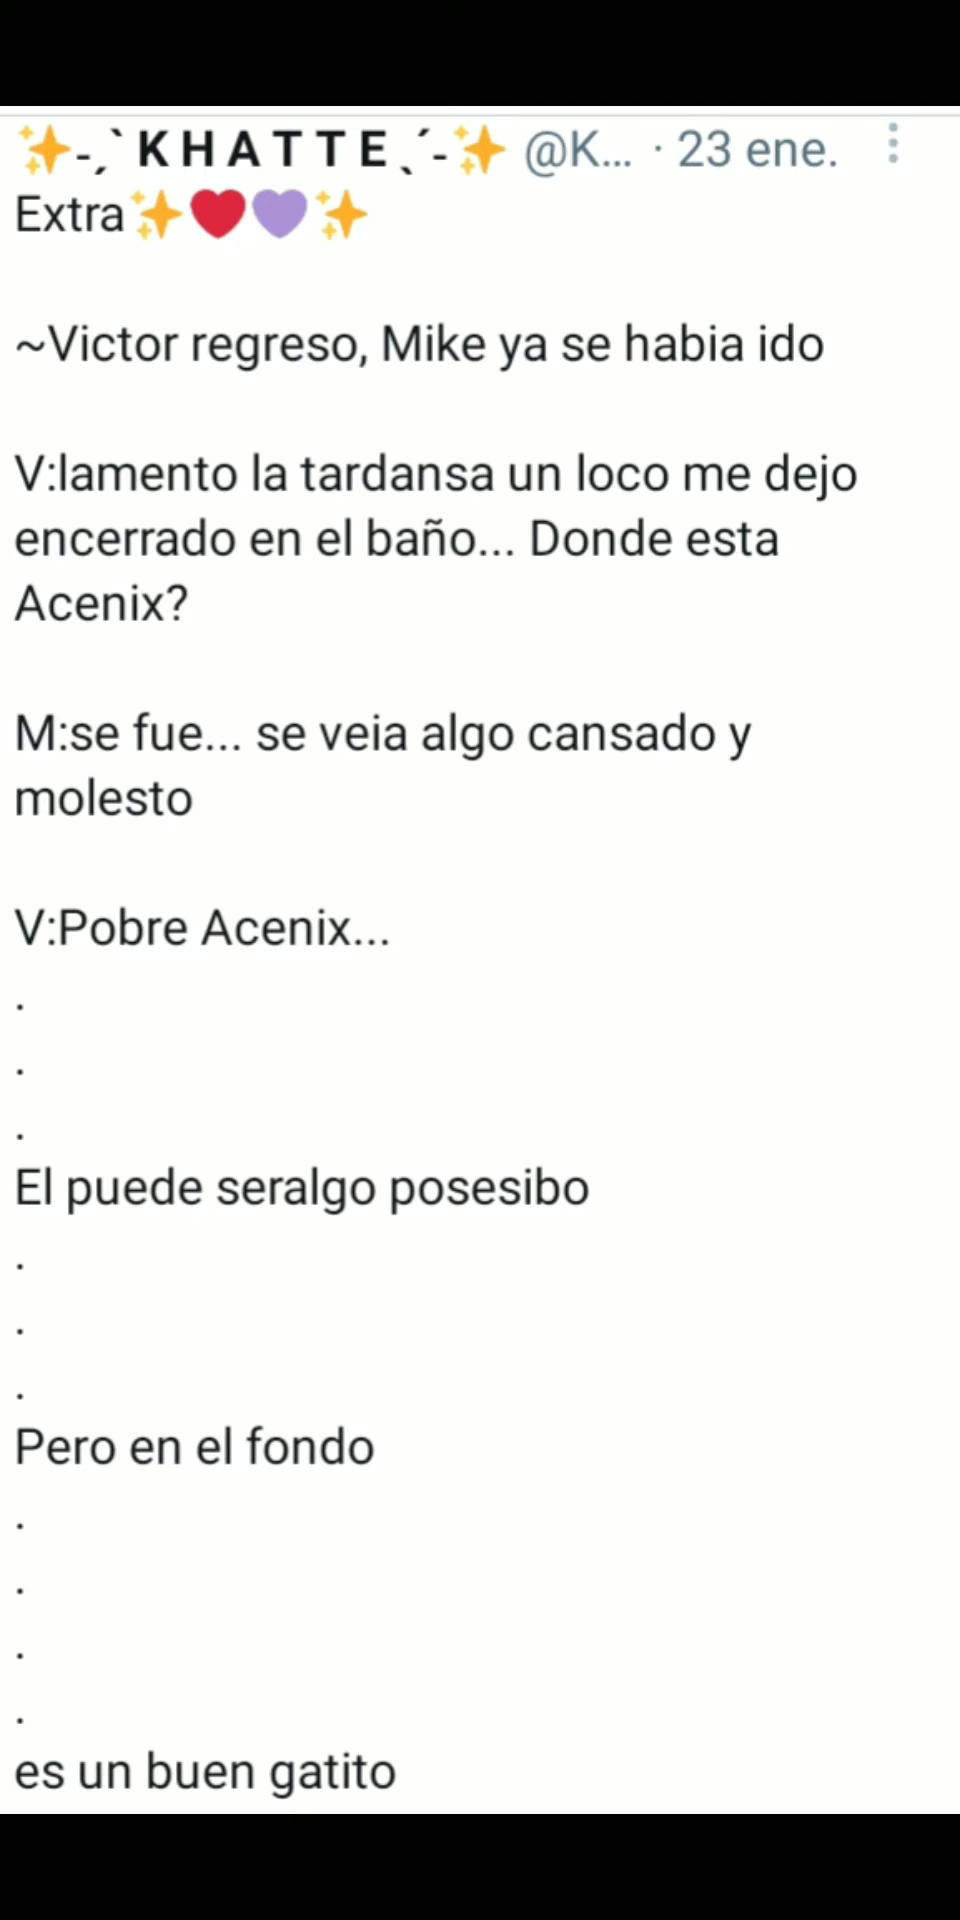 ✨-ˏˋ K H A T T E ˎˊ-✨ @K... · 23 ene.
Extra✨❤️💜✨
~Victor regreso, Mike ya se habia ido
V:lamento la tardansa un loco me dejo
encerrado en el baño... Donde esta
Acenix?
M:se fue... se veia algo cansado y
molesto
V:Pobre Acenix...
.
.
.
El puede seralgo posesibo
.
.
.
Pero en el fondo
.
.
.
.
es un buen gatito